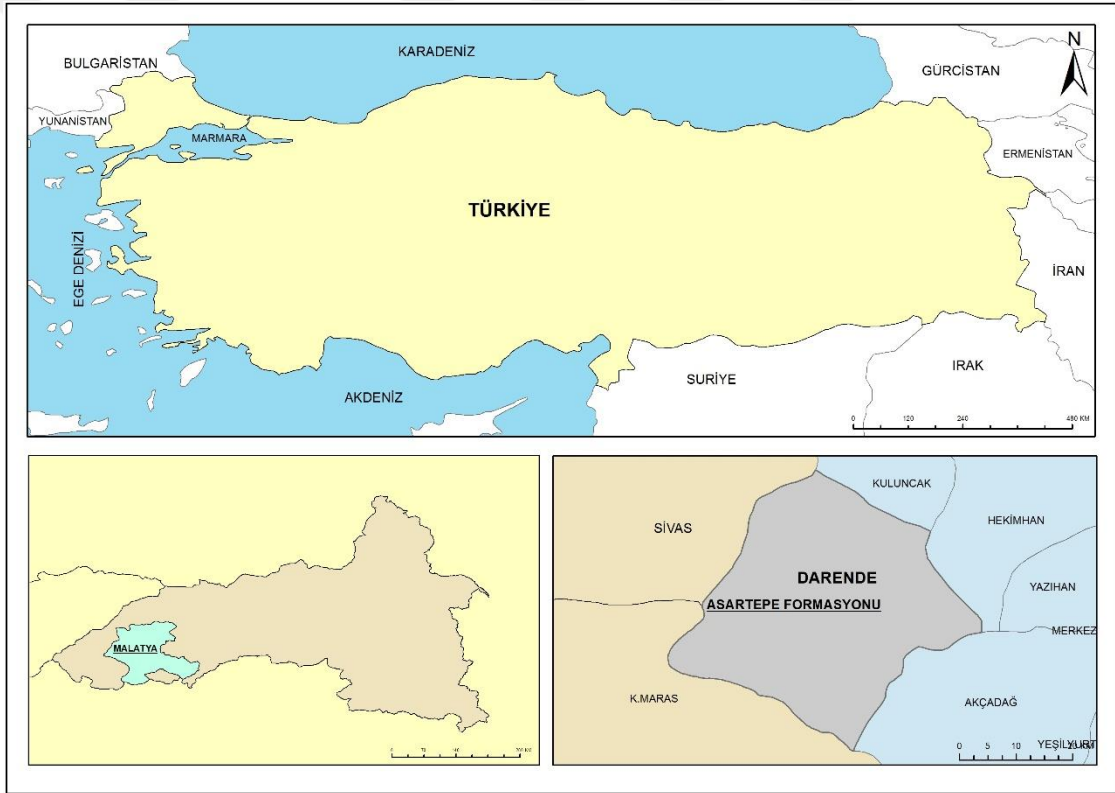 BULGARİSTAN
KARADENİZ
GÜRCİSTAN
N
YUNANİSTAN
MARMARA
ERMENİSTAN
TÜRKİYE
EGE DENİZİ
İRAN
SURİYE
IRAK
AKDENİZ
0 120 240 480 KM
MALATYA
KULUNCAK
SİVAS
HEKİMHAN
DARENDE
YAZIHAN
ASARTEPE FORMASYONU
MERKEZ
K.MARAS
AKÇADAĞ
YEŞİLYURT
0 5 10 20 KM